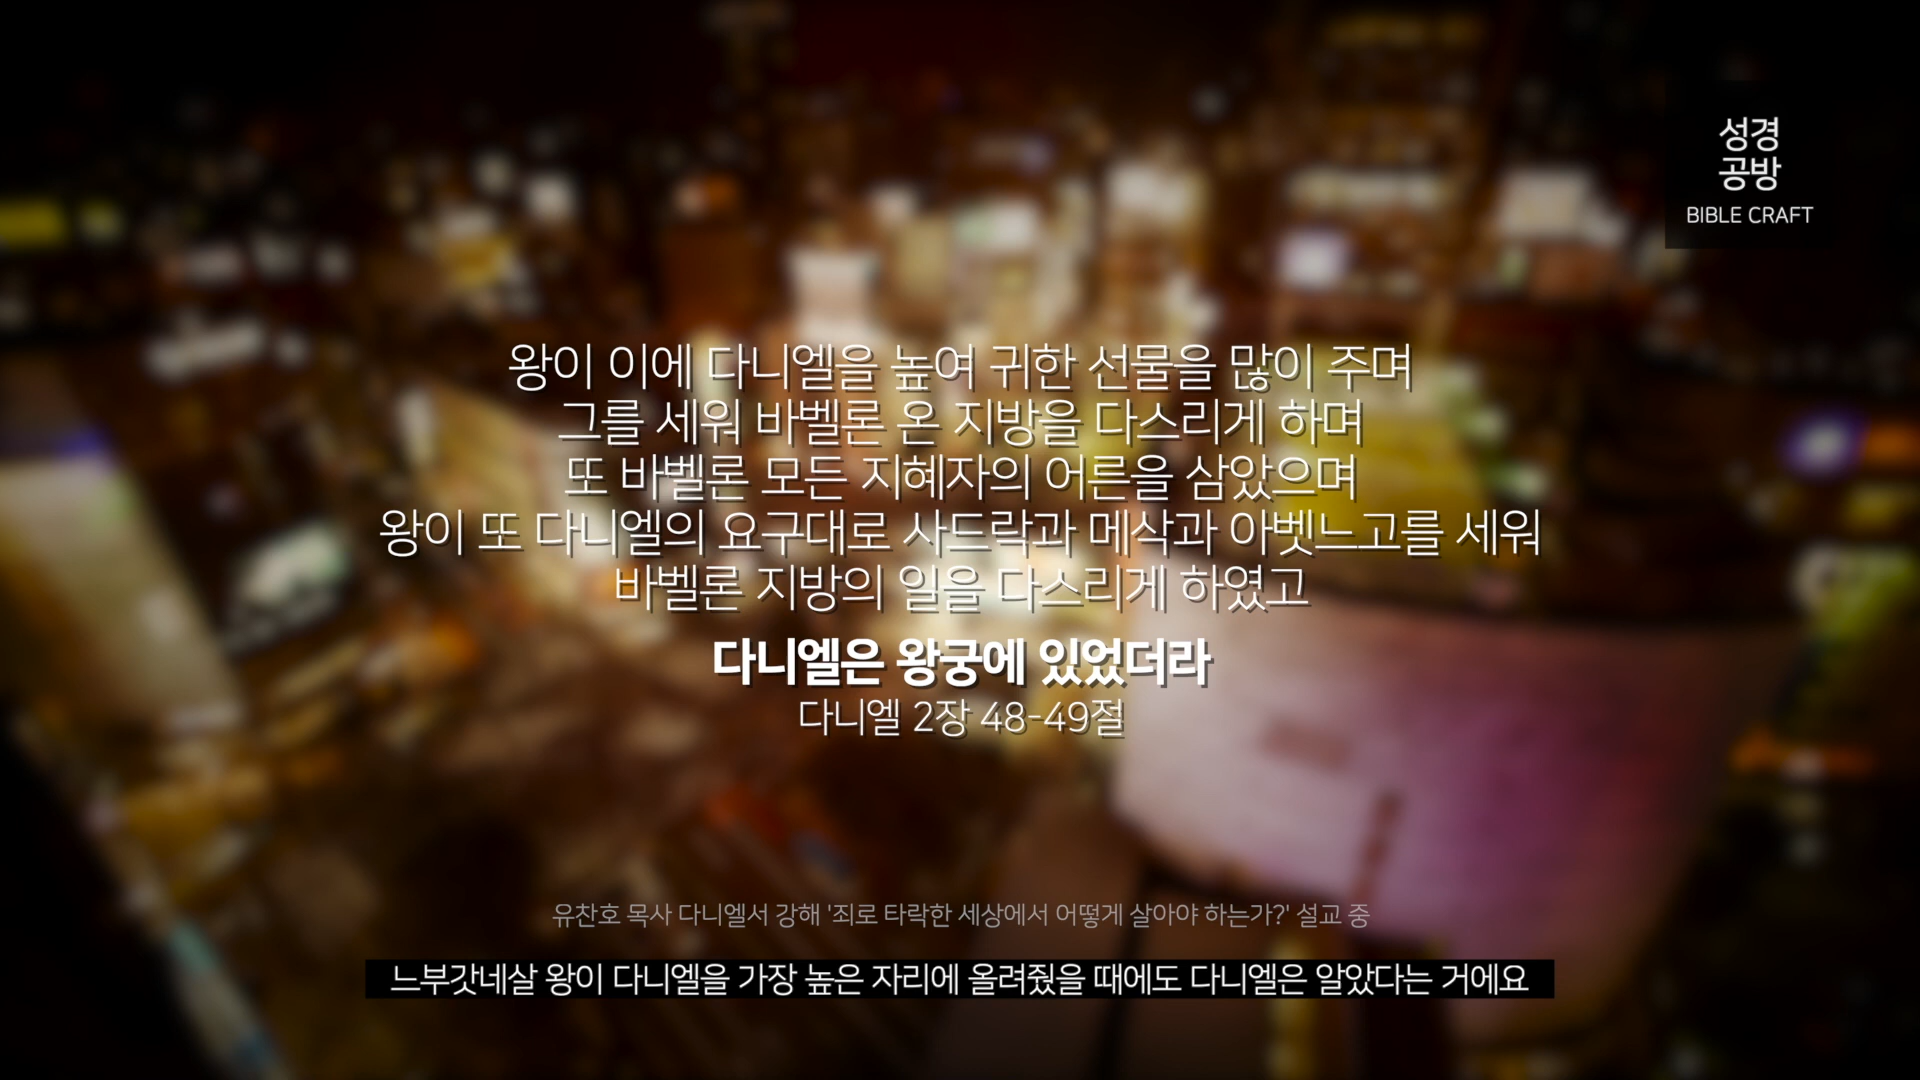 성경
공방
BIBLE CRAFT
왕이 이에 다니엘을 높여 귀한 선물을 많이 주며
그를 세워 바벨론 온 지방을 다스리게 하며
또 바벨론 모든 지혜자의 어른을 삼았으며
왕이 또 다니엘의 요구대로 사드락과 메삭과 아벳느고를 세워
바벨론 지방의 일을 다스리게 하였고
다니엘은 왕궁에 있었더라
다니엘 2장 48-49절
유찬호 목사 다니엘서 강해 '죄로 타락한 세상에서 어떻게 살아야 하는가?' 설교 중
느부갓네살 왕이 다니엘을 가장 높은 자리에 올려줬을 때에도 다니엘은 알았다는 거에요